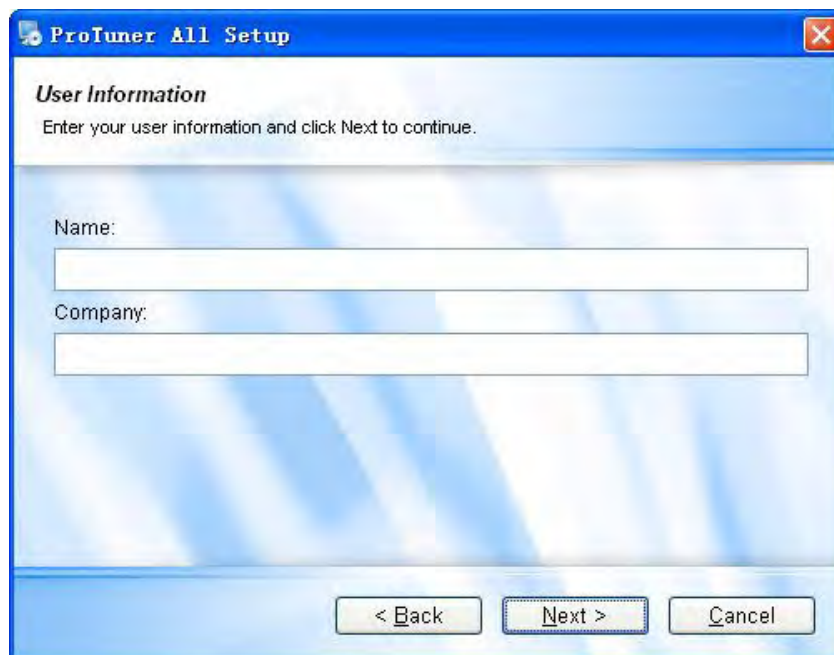 ProTuner All Setup
User Information
Enter your user information and click Next to continue.
Name:
Company:
< Back Next > Cancel